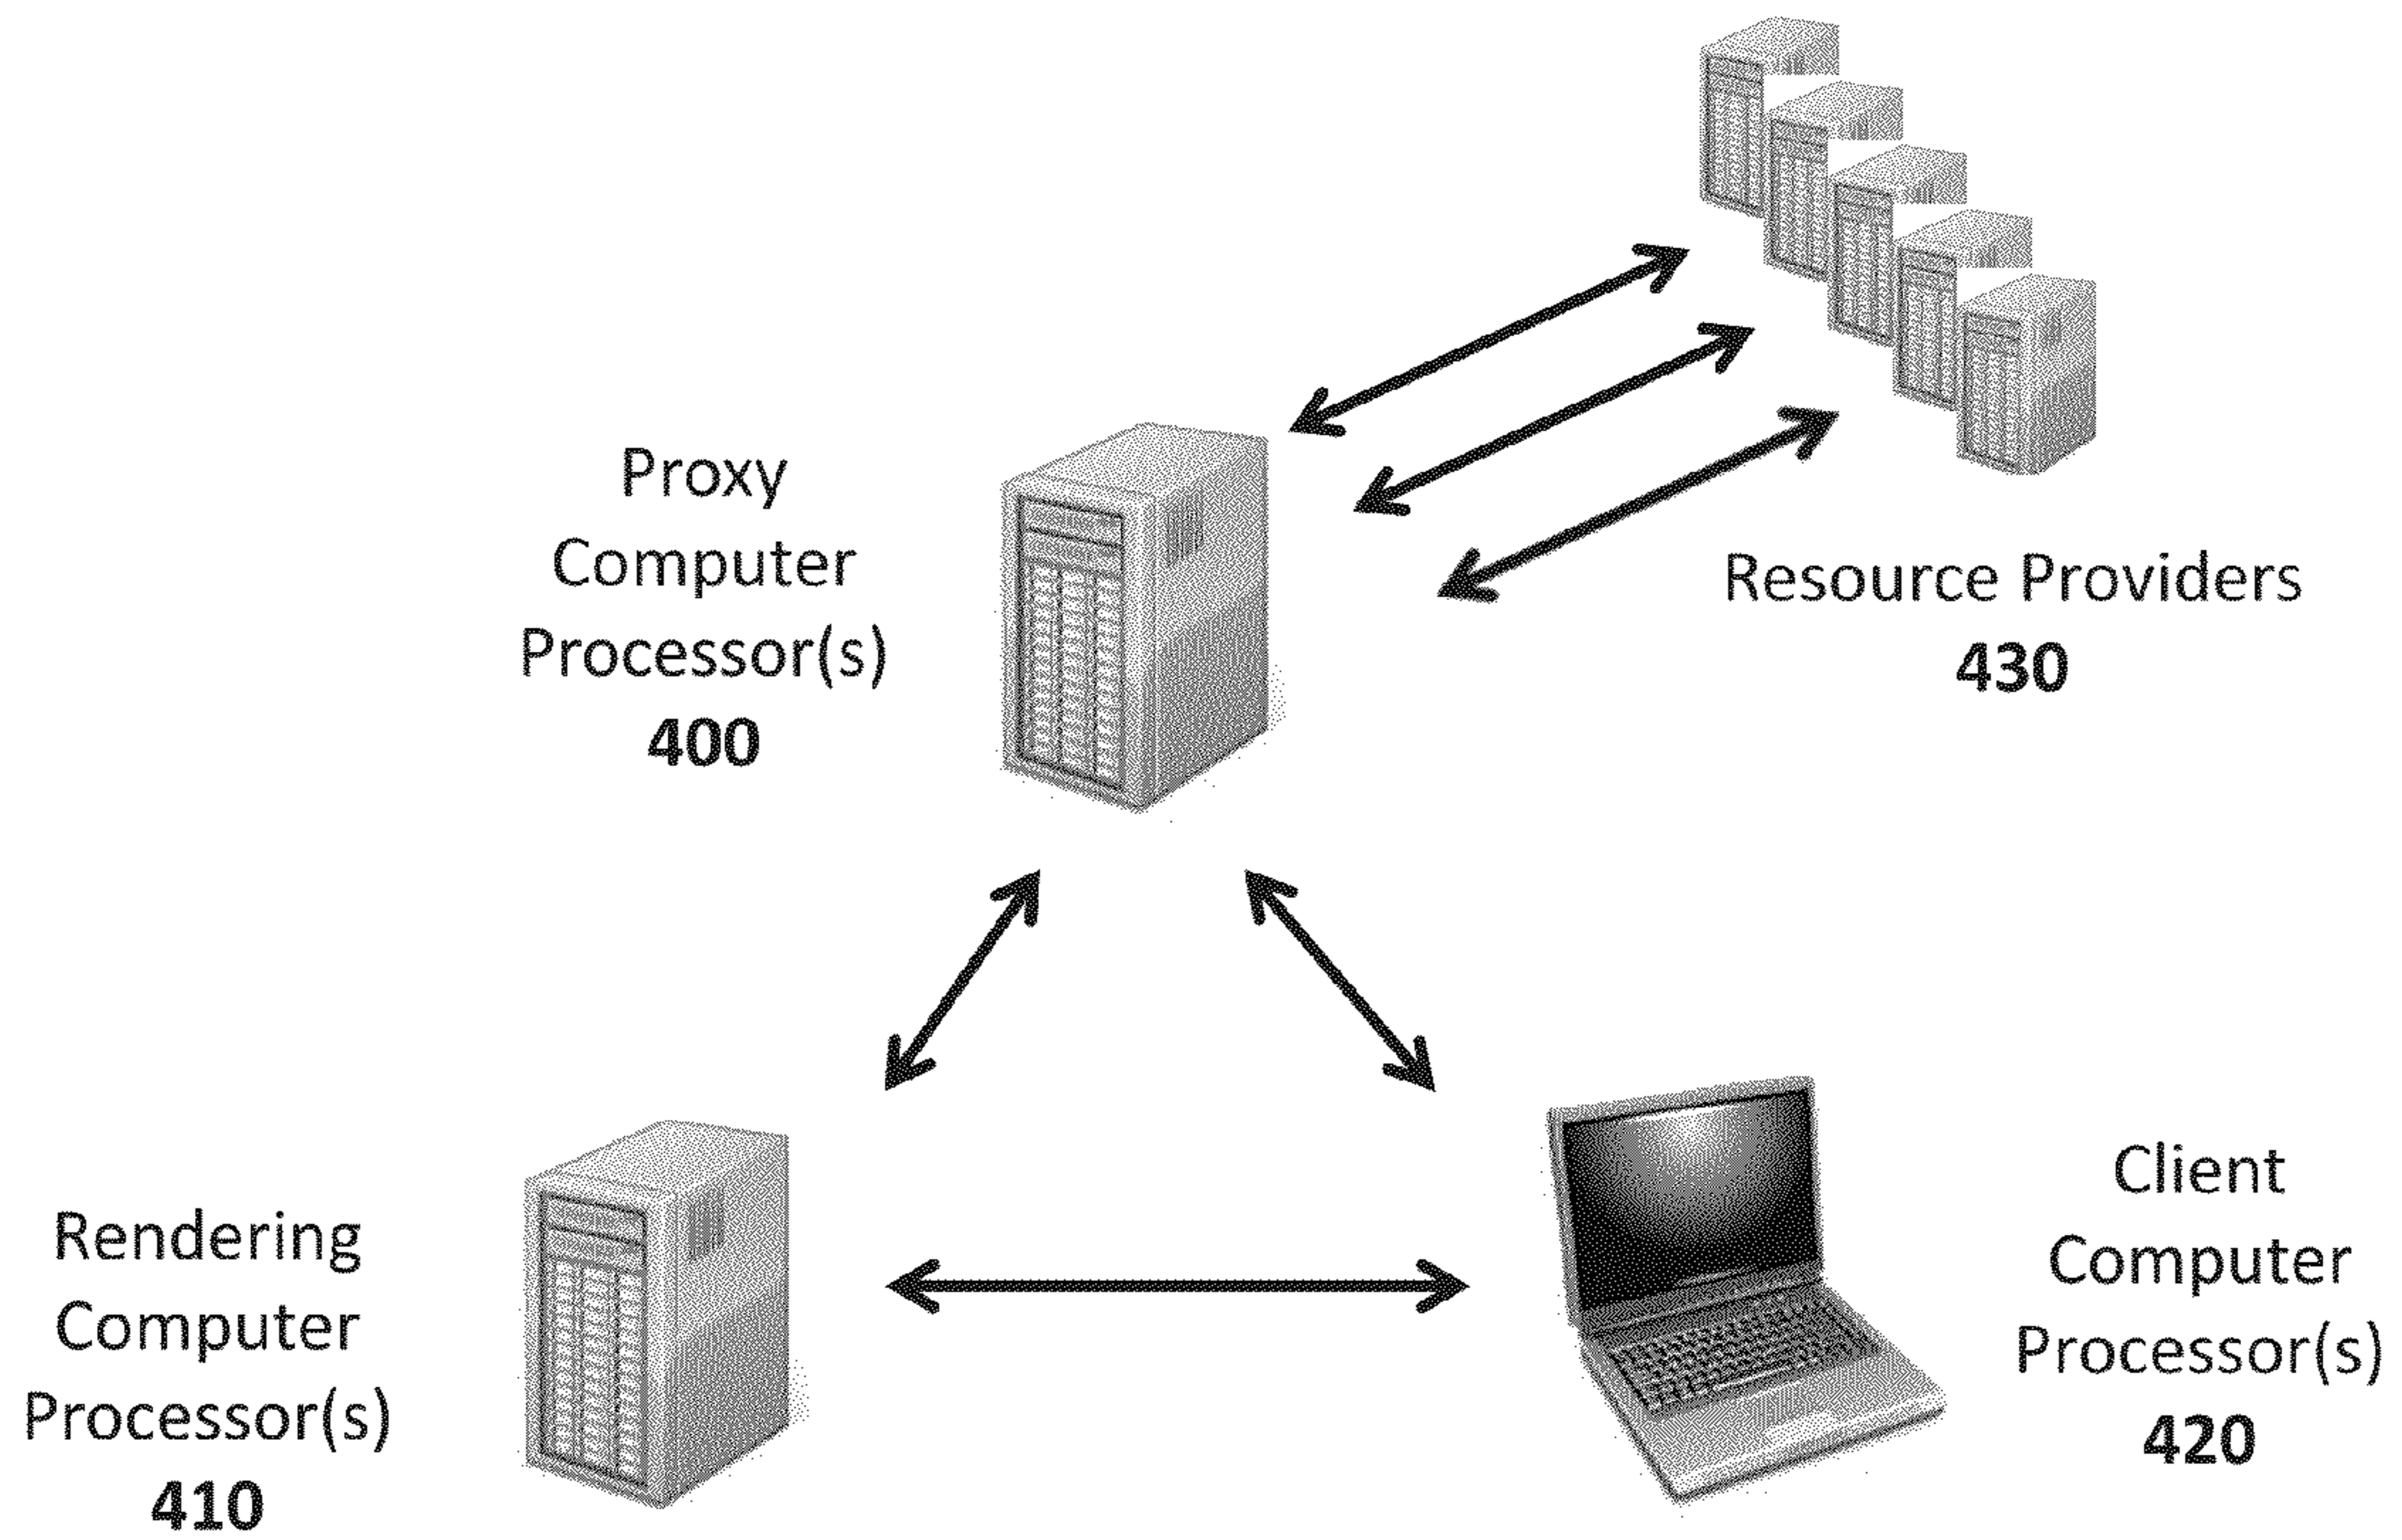 Proxy
Computer
Processor(s)
400
Resource Providers
430
Rendering
Computer
Processor(s)
410
Client
Computer
Processor(s)
420